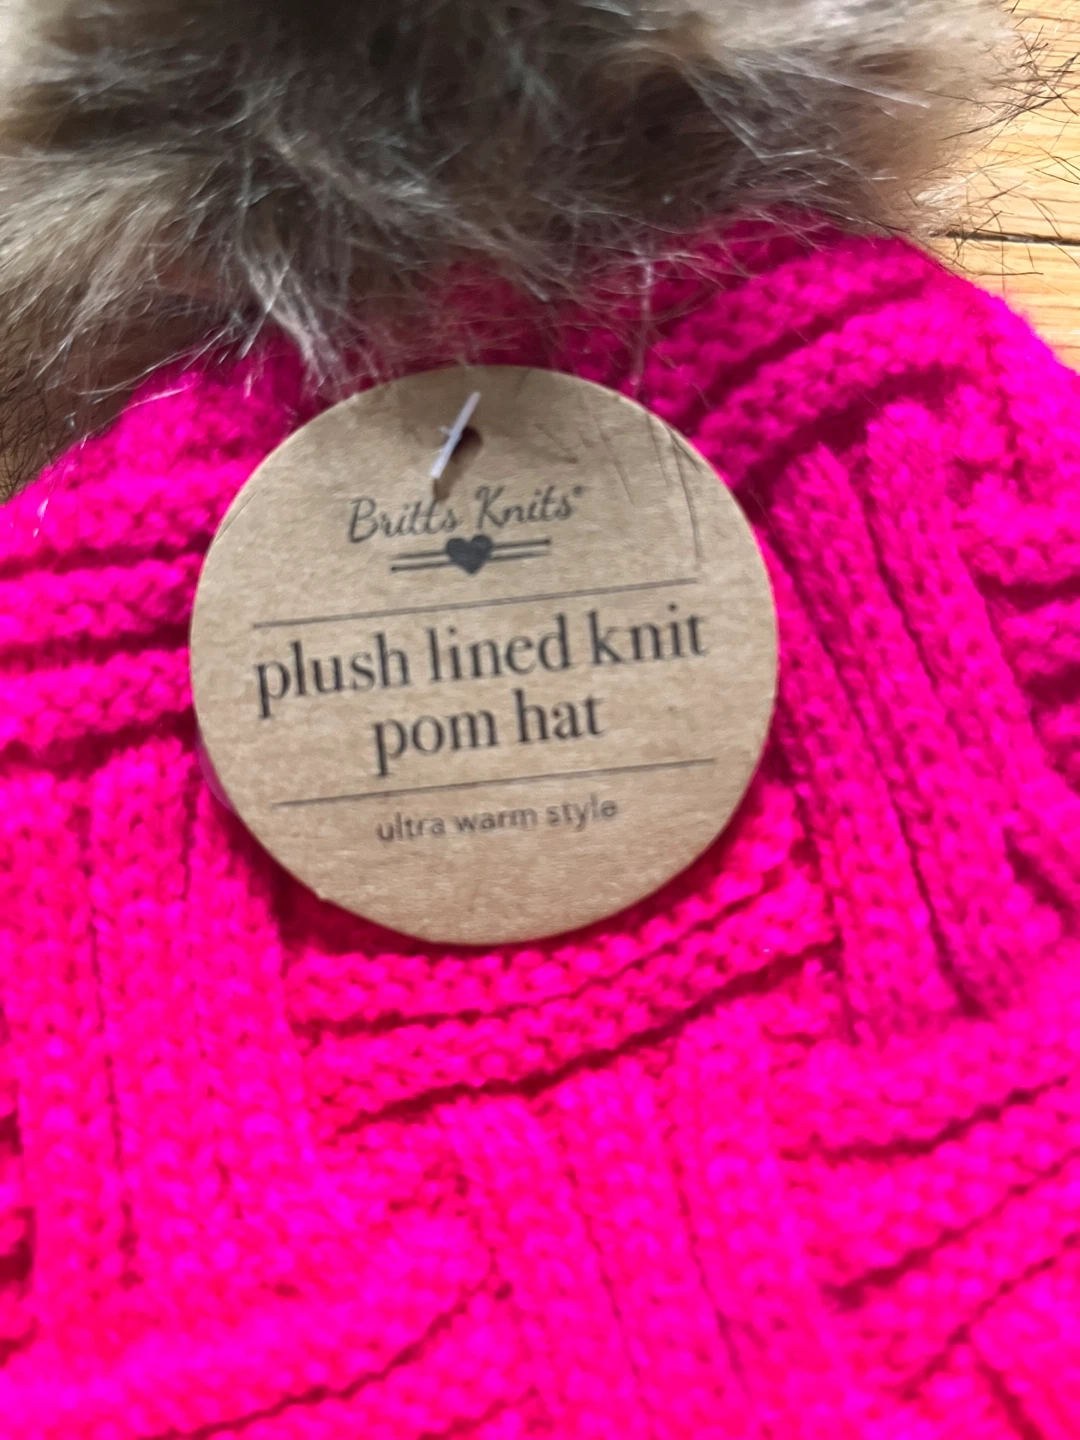 Britts Knits®
plush lined knit
pom hat
ultra warm style